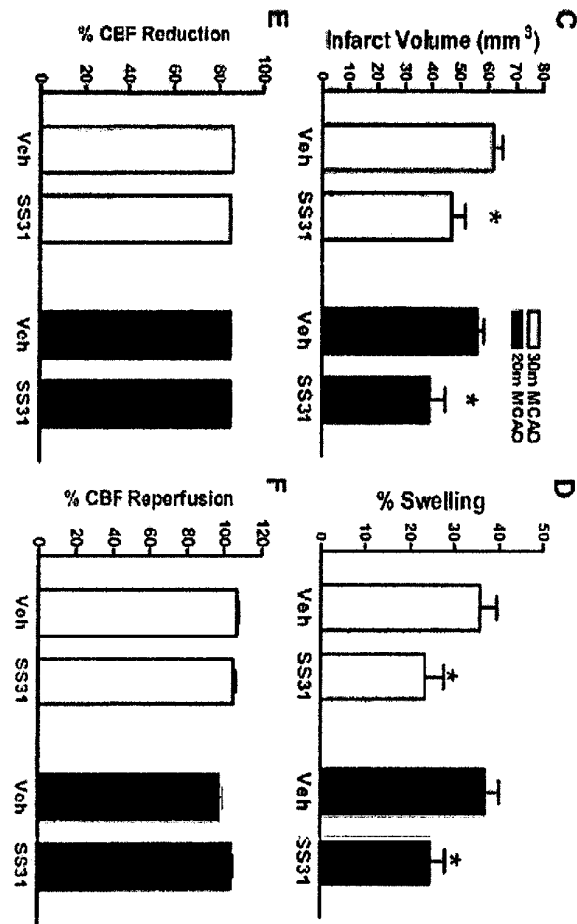 C
Infarct Volume (mm³)
80
70
60
50
40
30
20
10
0
*
*
30m MCAO
20m MCAO
Veh
SS31
Veh
SS31
D
% Swelling
50
40
30
20
10
0
*
*
Veh
SS31
Veh
SS31
E
% CBF Reduction
100
80
60
40
20
0
Veh
SS31
Veh
SS31
F
% CBF Reperfusion
120
100
80
60
40
20
0
Veh
SS31
Veh
SS31